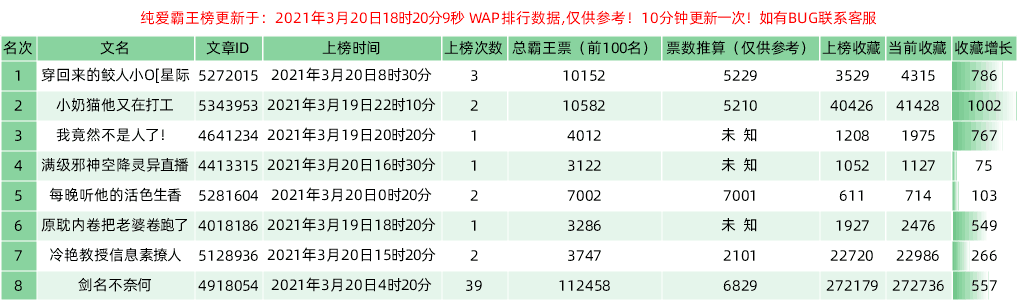 纯爱霸王榜更新于：2021年3月20日18时20分9秒 WAP排行数据,仅供参考！10分钟更新一次！如有BUG联系客服
名次 文名 文章ID 上榜时间 上榜次数 总霸王票（前100名） 票数推算（仅供参考） 上榜收藏 当前收藏 收藏增长
1 穿回来的鲛人小O[星际 5272015 2021年3月20日8时30分 3 10152 5229 3529 4315 786
2 小奶猫他又在打工 5343953 2021年3月19日22时10分 2 10582 5210 40426 41428 1002
3 我竟然不是人了! 4641234 2021年3月19日20时20分 1 4012 未 知 1208 1975 767
4 满级邪神空降灵异直播 4413315 2021年3月20日16时30分 1 3122 未 知 1052 1127 75
5 每晚听他的活色生香 5281604 2021年3月20日0时20分 2 7002 7001 611 714 103
6 原耽内卷把老婆卷跑了 4018186 2021年3月19日18时20分 1 3286 未 知 1927 2476 549
7 冷艳教授信息素撩人 5128936 2021年3月20日15时20分 2 3747 2101 22720 22986 266
8 剑名不奈何 4918054 2021年3月20日4时20分 39 112458 6829 272179 272736 557